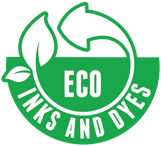 ECO
INKS AND DYES